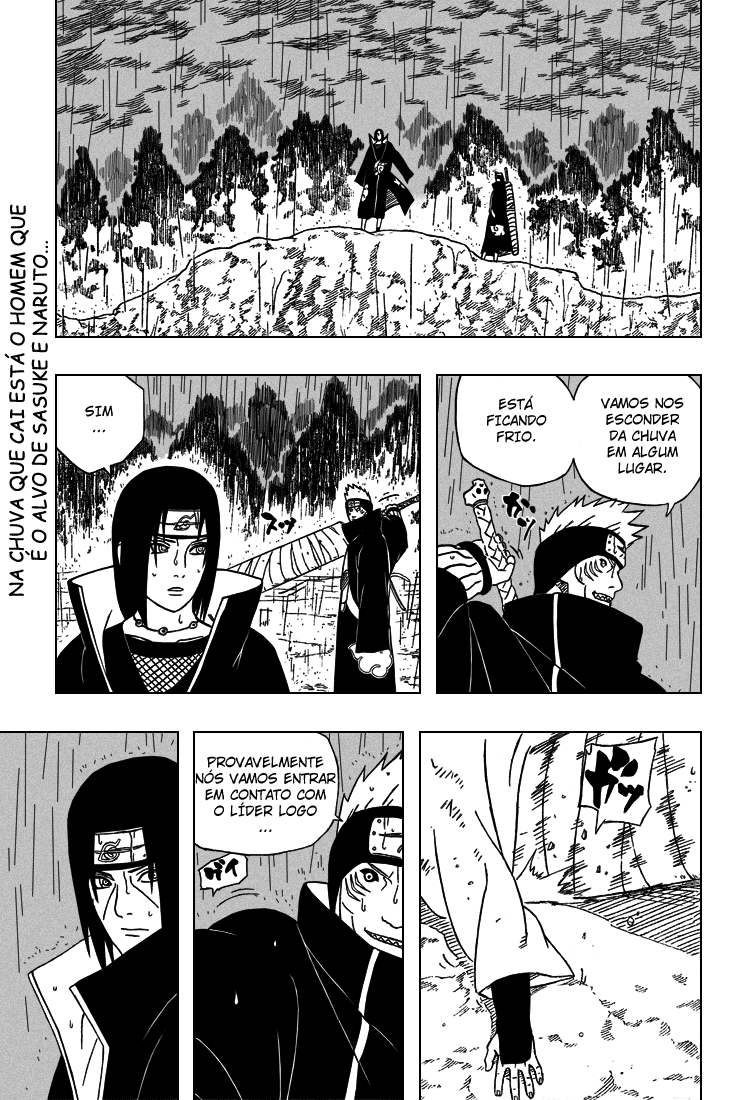 NA CHUVA QUE CAI ESTÁ O HOMEM QUE
É O ALVO DE SASUKE E NARUTO...
VAMOS NOS
ESCONDER
DA CHUVA
EM ALGUM
LUGAR.
ESTÁ
FICANDO
FRIO.
SIM
...
PROVAVELMENTE
NÓS VAMOS ENTRAR
EM CONTATO COM
O LÍDER LOGO
...